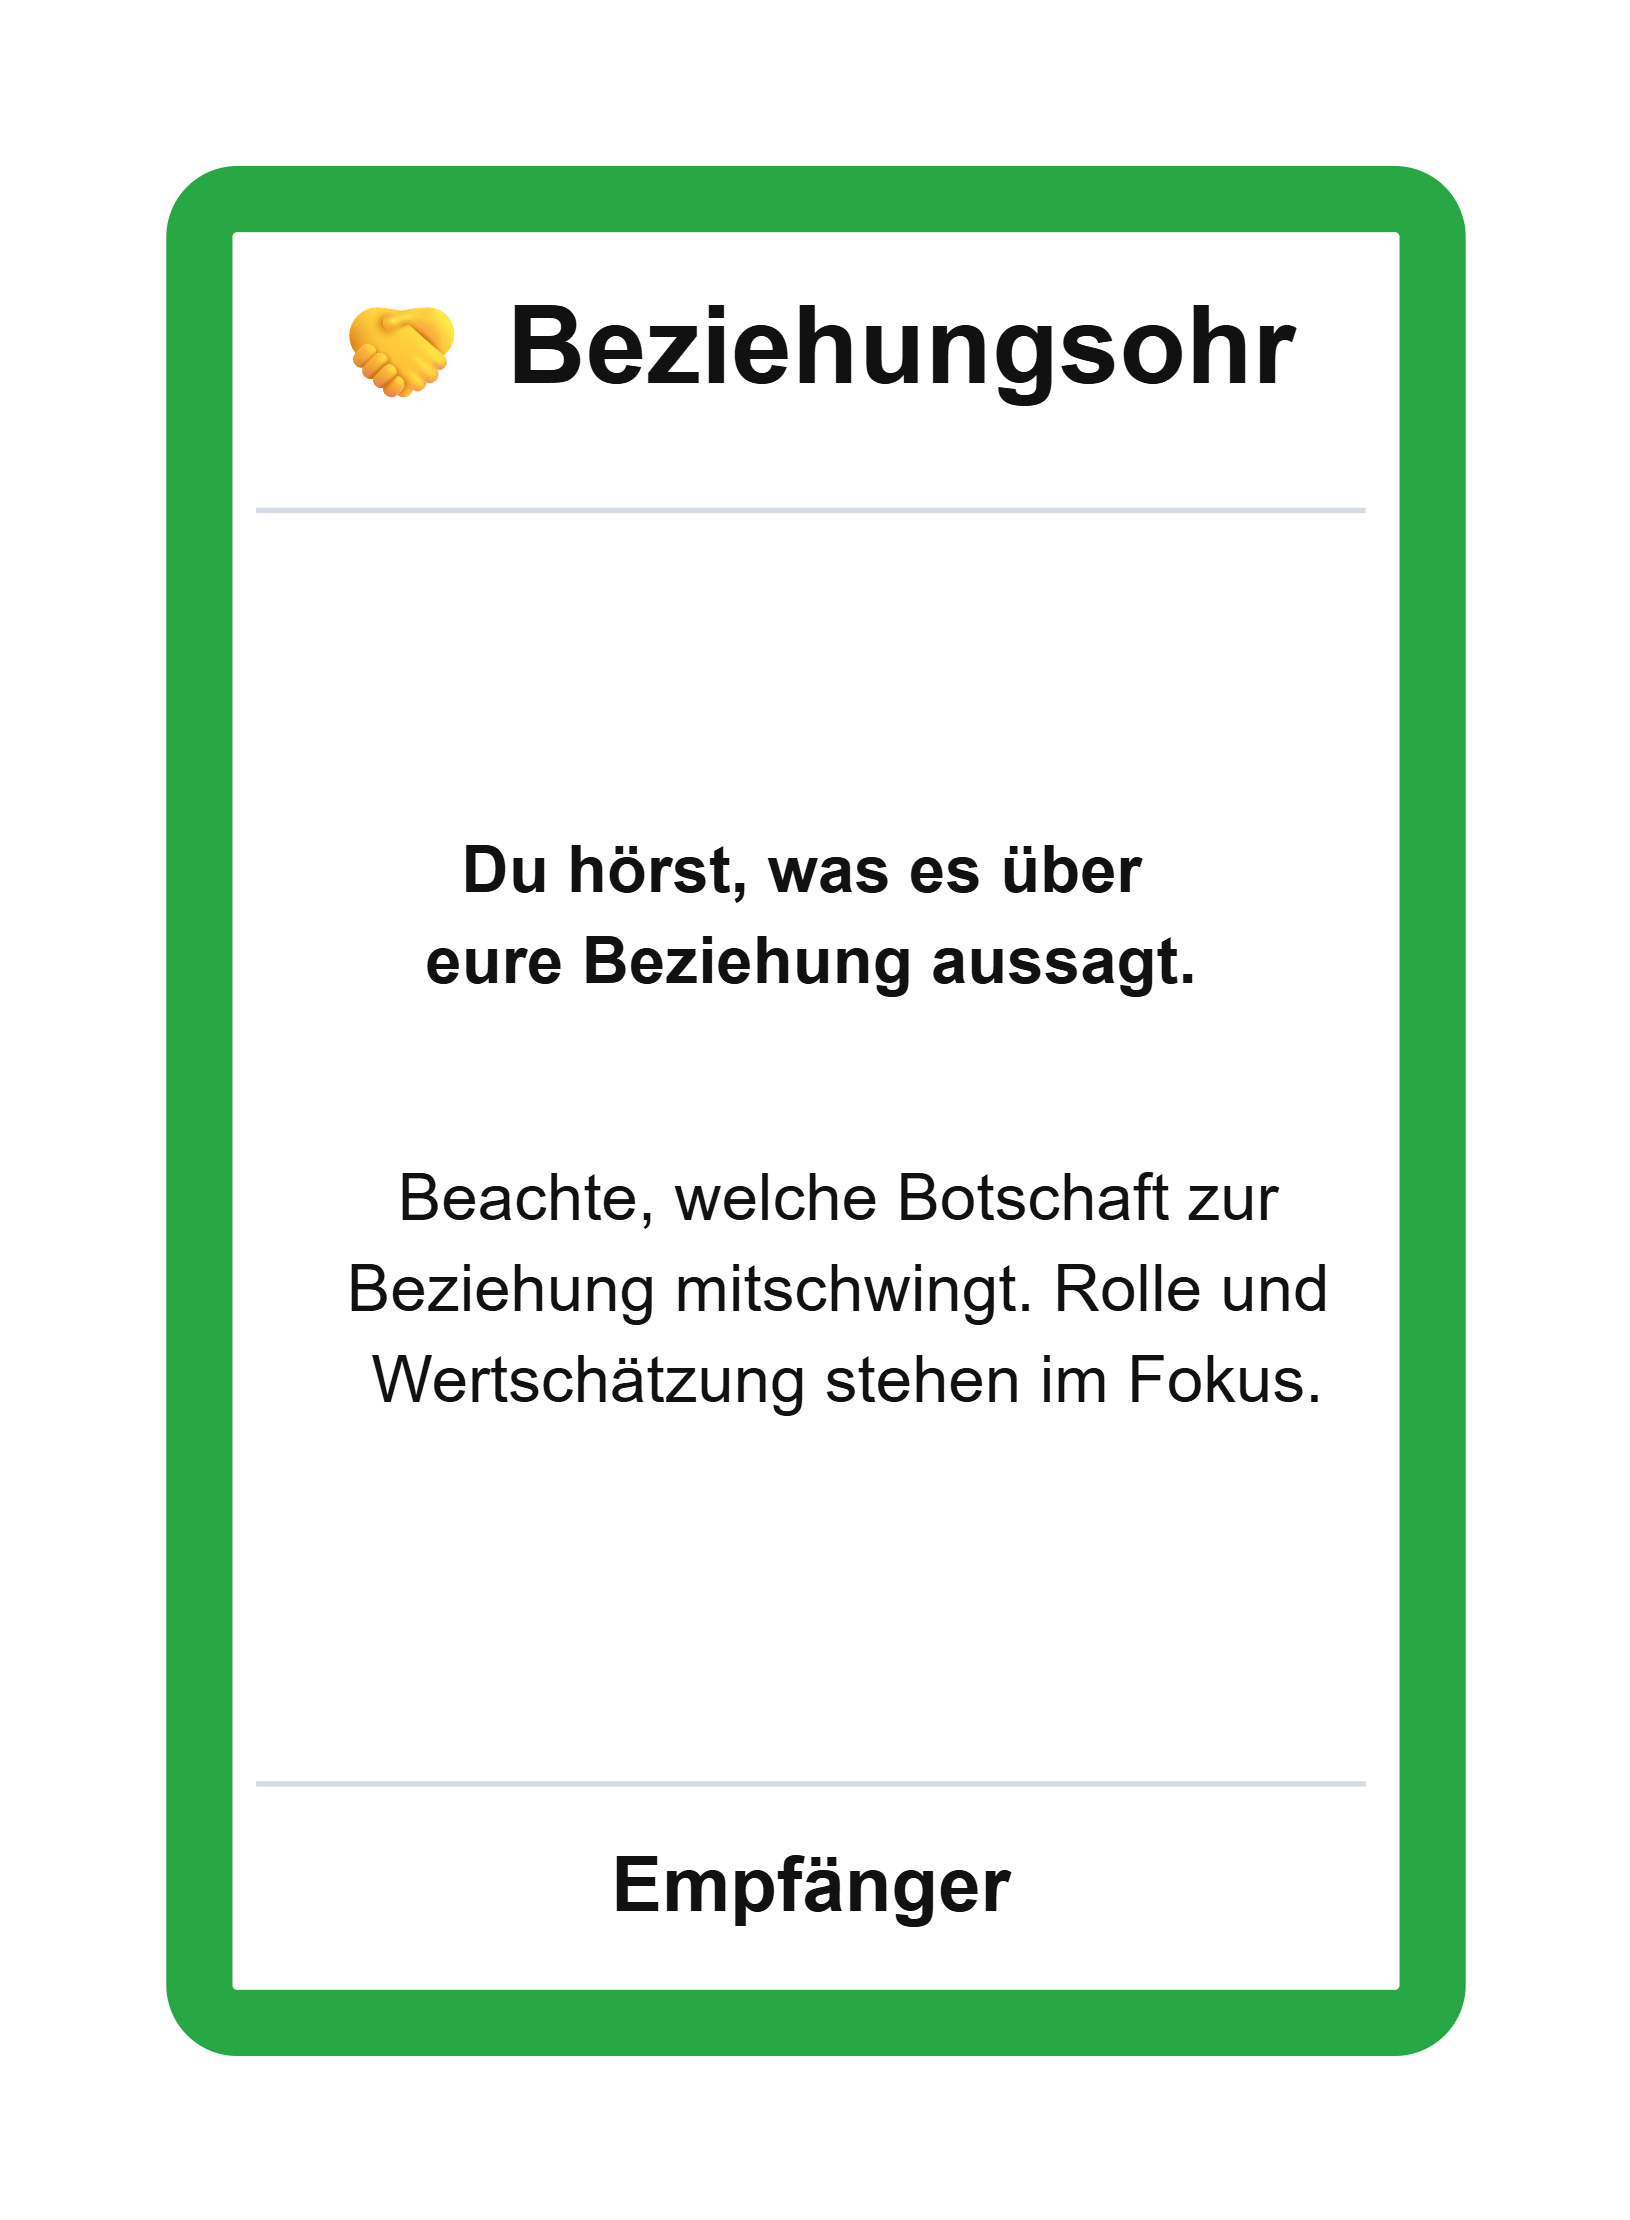 🤝 Beziehungsohr
Du hörst, was es über
eure Beziehung aussagt.
Beachte, welche Botschaft zur
Beziehung mitschwingt. Rolle und
Wertschätzung stehen im Fokus.
Empfänger